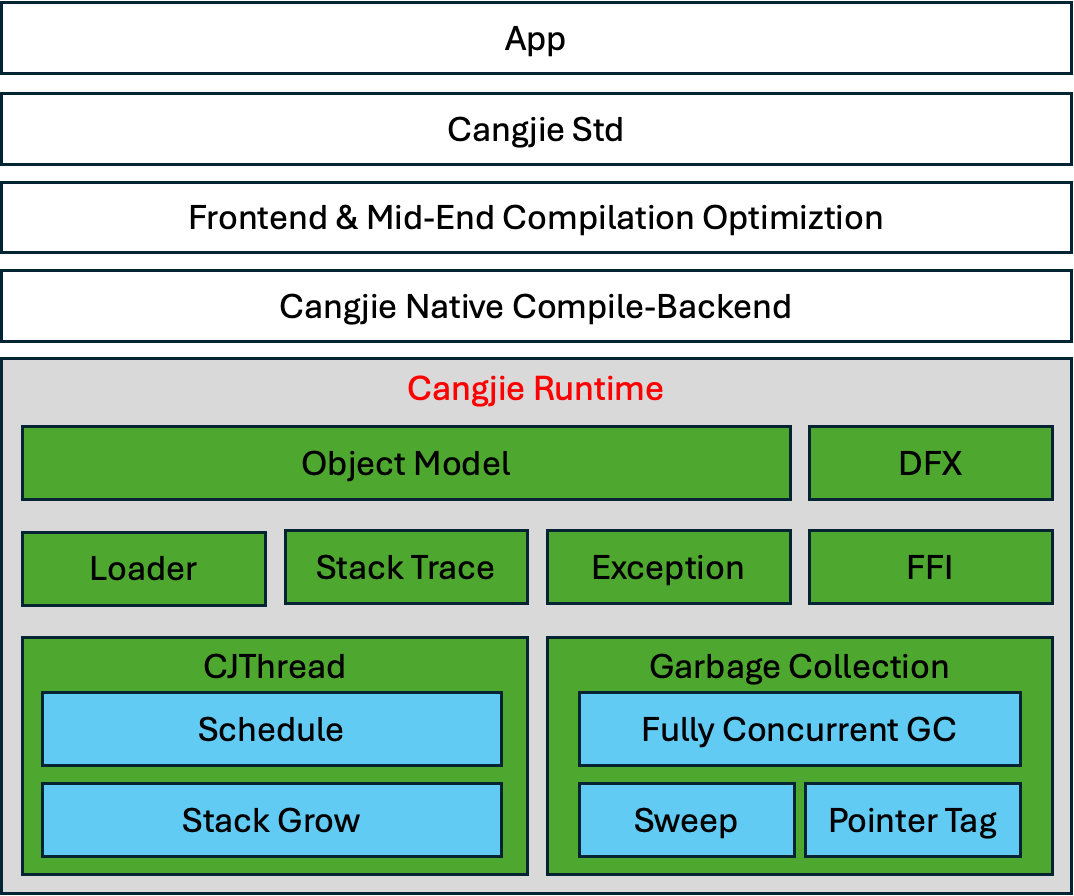 App
Cangjie Std
Frontend & Mid-End Compilation Optimiztion
Cangjie Native Compile-Backend
Cangjie Runtime
Object Model
DFX
Loader
Stack Trace
Exception
FFI
CJThread
Schedule
Stack Grow
Garbage Collection
Fully Concurrent GC
Sweep
Pointer Tag